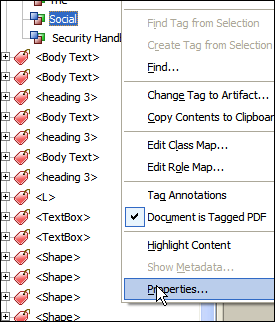 The
Social
Security Handl
<Body Text>
<heading 3>
<Body Text>
<Body Text>
<heading 3>
<Body Text>
<heading 3>
<L>
<TextBox>
<TextBox>
<Shape>
<Shape>
<Shape>
<Shape>
Find Tag from Selection
Create Tag from Selection
Find...
Change Tag to Artifact...
Copy Contents to Clipboar
Edit Class Map...
Edit Role Map...
Tag Annotations
Document is Tagged PDF
Highlight Content
Show Metadata...
Properties...